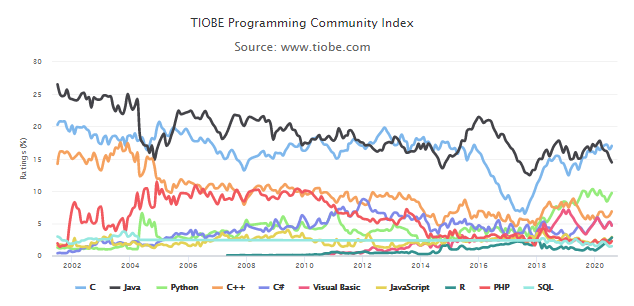 TIOBE Programming Community Index
Source: www.tiobe.com
Ratings (%)
30
25
20
15
10
5
0
2002 2004 2006 2008 2010 2012 2014 2016 2018 2020
C Java Python C++ C# Visual Basic JavaScript R PHP SQL